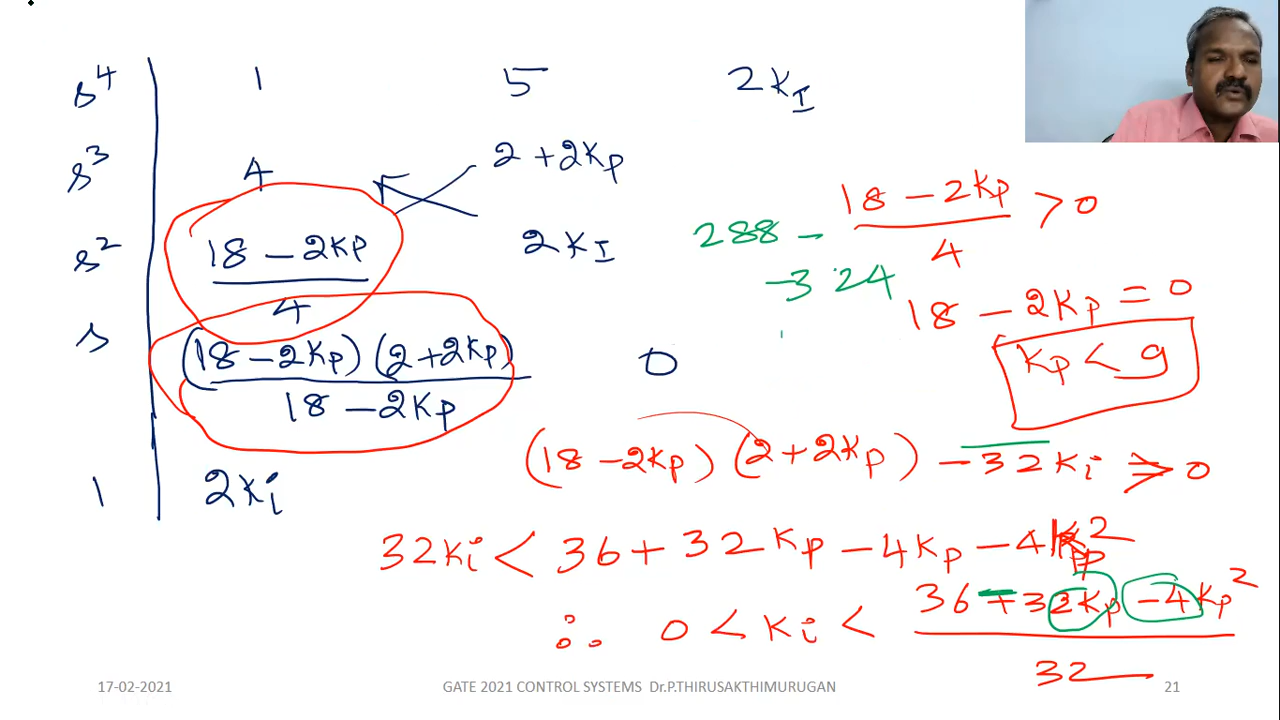 s⁴ 1 5 2K_I
s³ 4 2 + 2Kp
s² (18 - 2Kp)/4 2K_I
s (18 - 2Kp)(2 + 2Kp)/(18 - 2Kp) 0
1 2Ki
(18 - 2Kp)/4 > 0
288 -
-324
18 - 2Kp = 0
Kp < 9
(18 - 2Kp)(2 + 2Kp) - 32Ki > 0
32Ki < 36 + 32Kp - 4Kp - 4Kp²
∴ 0 < Ki < (36 + 32Kp - 4Kp²)/32
17-02-2021 GATE 2021 CONTROL SYSTEMS Dr.P.THIRUSAKTHIMURUGAN 21